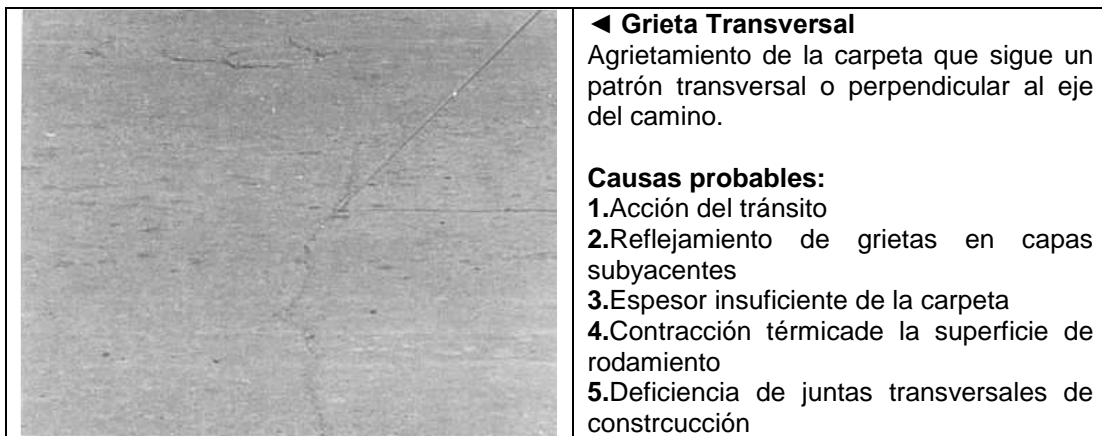 ◄ Grieta Transversal
Agrietamiento de la carpeta que sigue un
patrón transversal o perpendicular al eje
del camino.
Causas probables:
1.Acción del tránsito
2.Reflejamiento de grietas en capas
subyacentes
3.Espesor insuficiente de la carpeta
4.Contracción térmicade la superficie de
rodamiento
5.Deficiencia de juntas transversales de
constrcucción